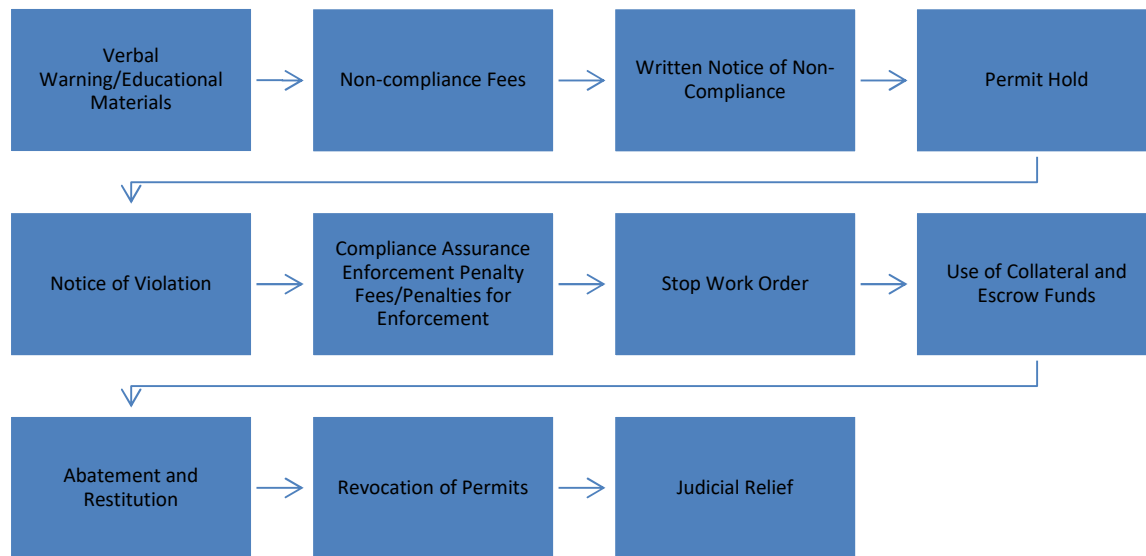 Verbal
Warning/Educational
Materials
Non-compliance Fees
Written Notice of Non-
Compliance
Permit Hold
Notice of Violation
Compliance Assurance
Enforcement Penalty
Fees/Penalties for
Enforcement
Stop Work Order
Use of Collateral and
Escrow Funds
Abatement and
Restitution
Revocation of Permits
Judicial Relief